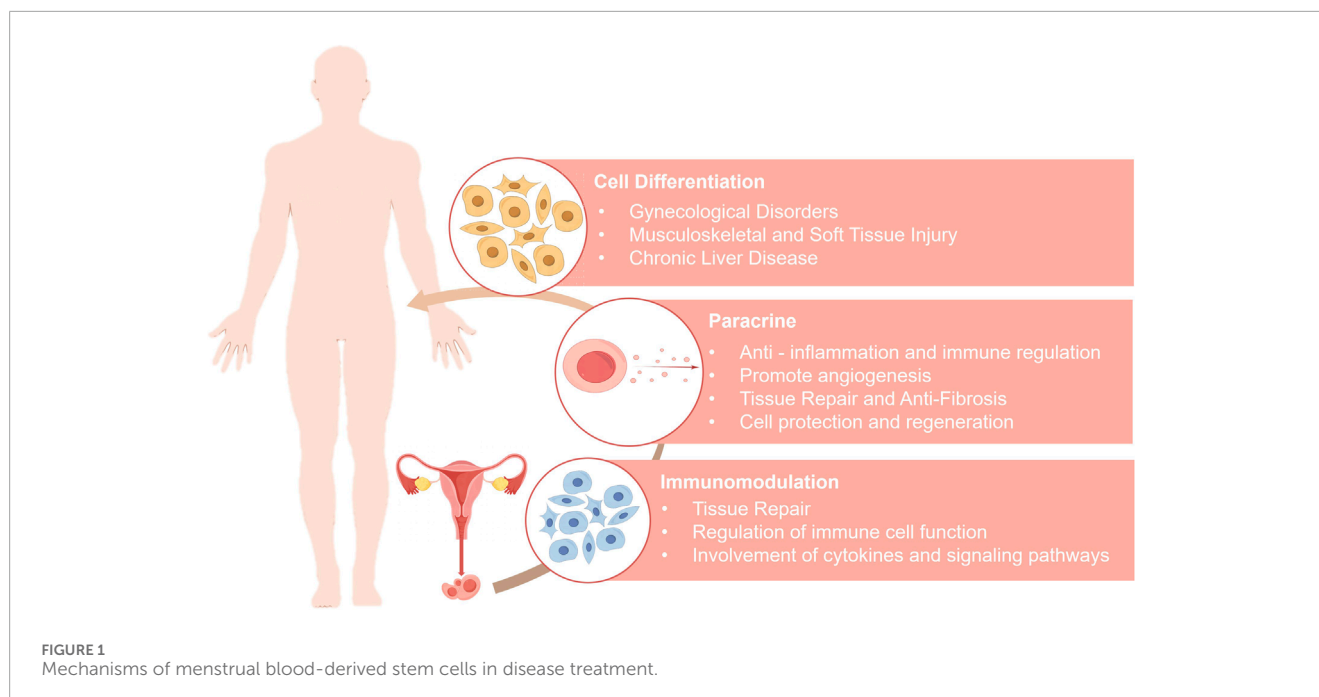 Cell Differentiation
• Gynecological Disorders
• Musculoskeletal and Soft Tissue Injury
• Chronic Liver Disease
Paracrine
• Anti - inflammation and immune regulation
• Promote angiogenesis
• Tissue Repair and Anti-Fibrosis
• Cell protection and regeneration
Immunomodulation
• Tissue Repair
• Regulation of immune cell function
• Involvement of cytokines and signaling pathways
FIGURE 1
Mechanisms of menstrual blood-derived stem cells in disease treatment.